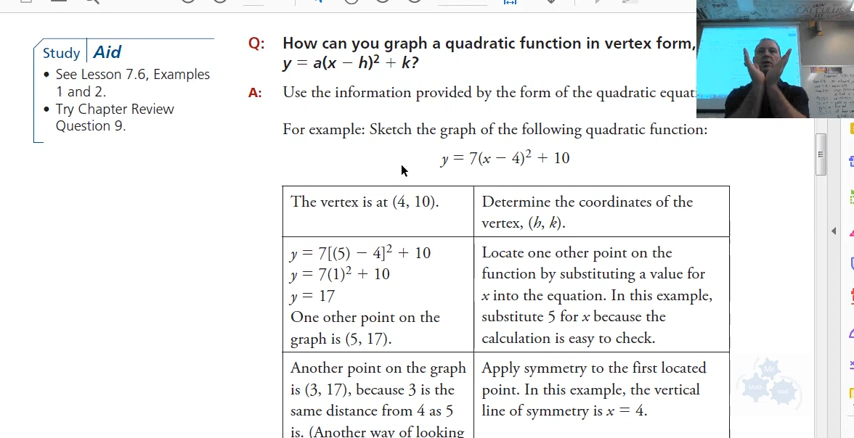 Study Aid
• See Lesson 7.6, Examples
1 and 2.
• Try Chapter Review
Question 9.
Q: How can you graph a quadratic function in vertex form,
y = a(x − h)² + k?
A: Use the information provided by the form of the quadratic
For example: Sketch the graph of the following quadratic function:
y = 7(x − 4)² + 10
The vertex is at (4, 10).
Determine the coordinates of the
vertex, (h, k).
y = 7[(5) − 4]² + 10
y = 7(1)² + 10
y = 17
One other point on the
graph is (5, 17).
Locate one other point on the
function by substituting a value for
x into the equation. In this example,
substitute 5 for x because the
calculation is easy to check.
Another point on the graph
is (3, 17), because 3 is the
same distance from 4 as 5
is. (Another way of looking
Apply symmetry to the first located
point. In this example, the vertical
line of symmetry is x = 4.